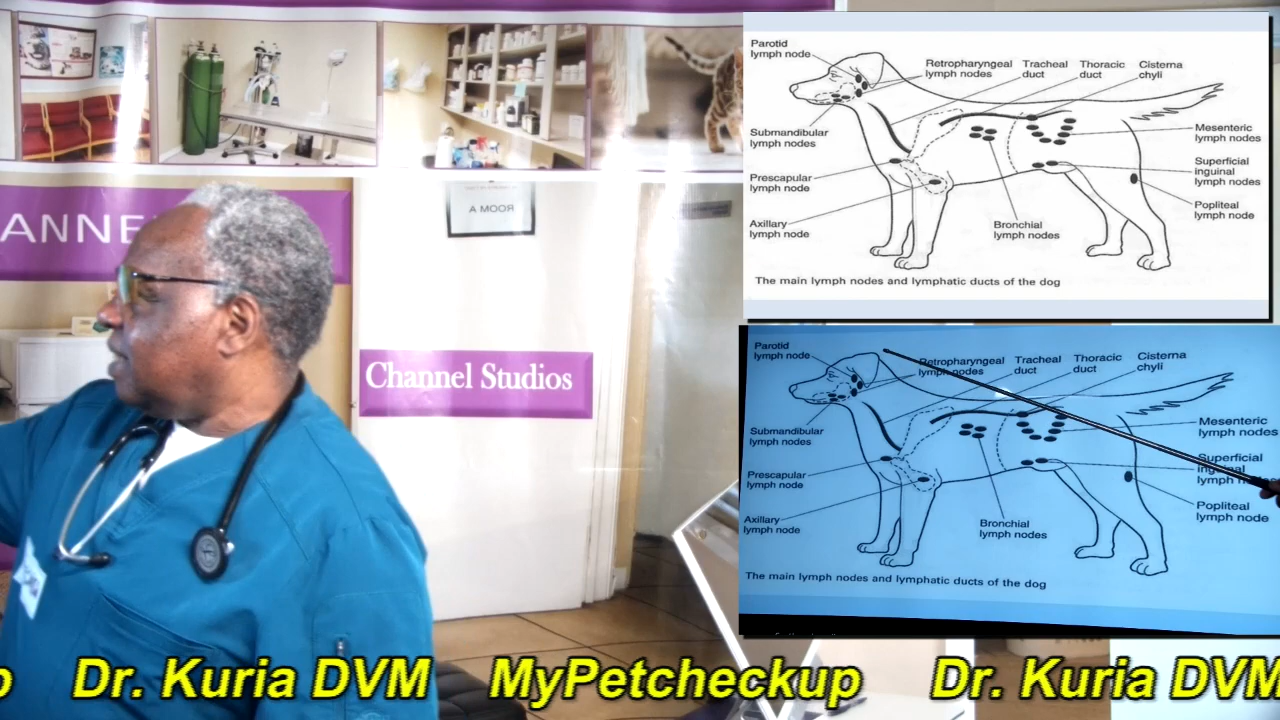 ANNE
ROOM A
Channel Studios
Parotid
lymph node
Retropharyngeal
lymph nodes
Tracheal
duct
Thoracic
duct
Cisterna
chyli
Submandibular
lymph nodes
Mesenteric
lymph nodes
Prescapular
lymph node
Superficial
inguinal
lymph nodes
Axillary
lymph node
Bronchial
lymph nodes
Popliteal
lymph node
The main lymph nodes and lymphatic ducts of the dog
Parotid
lymph node
Retropharyngeal
lymph nodes
Tracheal
duct
Thoracic
duct
Cisterna
chyli
Submandibular
lymph nodes
Mesenteric
lymph nodes
Prescapular
lymph node
Superficial
inguinal
lymph nodes
Axillary
lymph node
Bronchial
lymph nodes
Popliteal
lymph node
The main lymph nodes and lymphatic ducts of the dog
p Dr. Kuria DVM MyPetcheckup Dr. Kuria DVM